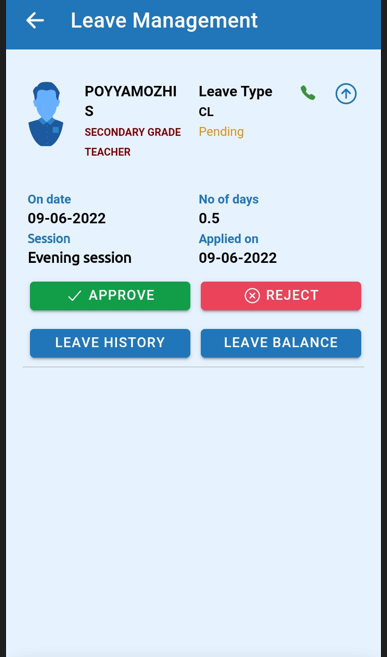 Leave Management
POYYAMOZHI
S
SECONDARY GRADE
TEACHER
Leave Type
CL
Pending
On date
09-06-2022
No of days
0.5
Session
Evening session
Applied on
09-06-2022
APPROVE
REJECT
LEAVE HISTORY
LEAVE BALANCE